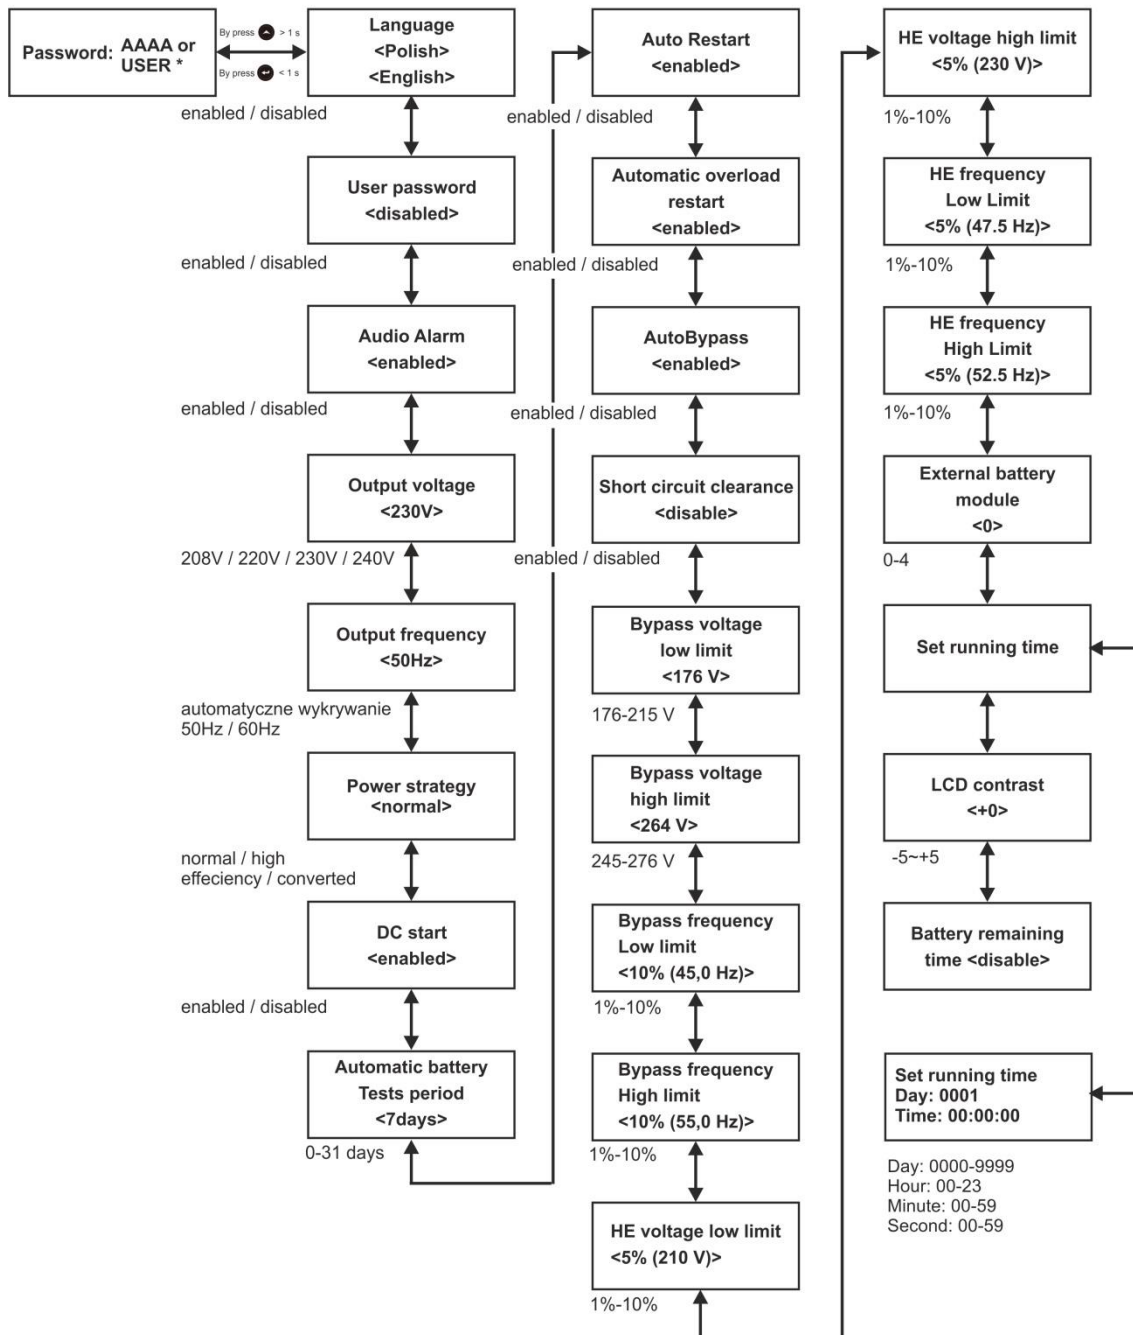 Password: AAAA or
USER *
By press > 1 s
By press < 1 s
Language
<Polish>
<English>
enabled / disabled
User password
<disabled>
enabled / disabled
Audio Alarm
<enabled>
enabled / disabled
Output voltage
<230V>
208V / 220V / 230V / 240V
Output frequency
<50Hz>
automatyczne wykrywanie
50Hz / 60Hz
Power strategy
<normal>
normal / high
effeciency / converted
DC start
<enabled>
enabled / disabled
Automatic battery
Tests period
<7days>
0-31 days
Auto Restart
<enabled>
enabled / disabled
Automatic overload
restart
<enabled>
enabled / disabled
AutoBypass
<enabled>
enabled / disabled
Short circuit clearance
<disable>
enabled / disabled
Bypass voltage
low limit
<176 V>
176-215 V
Bypass voltage
high limit
<264 V>
245-276 V
Bypass frequency
Low limit
<10% (45,0 Hz)>
1%-10%
Bypass frequency
High limit
<10% (55,0 Hz)>
1%-10%
HE voltage low limit
<5% (210 V)>
1%-10%
HE voltage high limit
<5% (230 V)>
1%-10%
HE frequency
Low Limit
<5% (47.5 Hz)>
1%-10%
HE frequency
High Limit
<5% (52.5 Hz)>
1%-10%
External battery
module
<0>
0-4
Set running time
LCD contrast
<+0>
-5~+5
Battery remaining
time <disable>
Set running time
Day: 0001
Time: 00:00:00
Day: 0000-9999
Hour: 00-23
Minute: 00-59
Second: 00-59